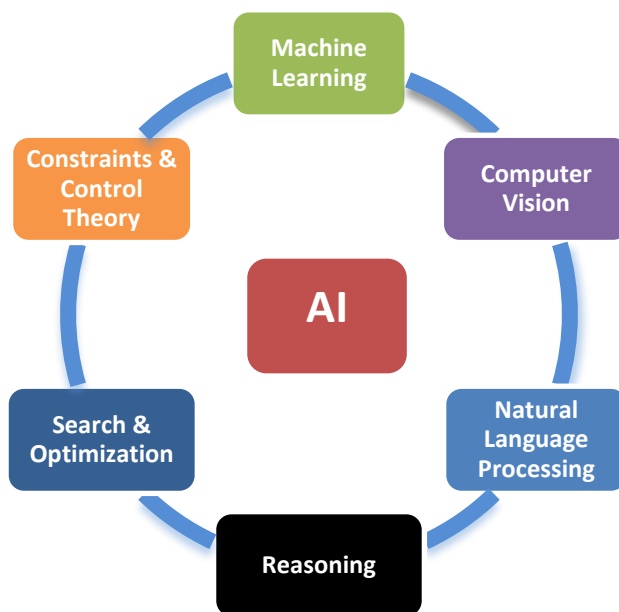 Machine
Learning
Constraints &
Control
Theory
Computer
Vision
AI
Search &
Optimization
Natural
Language
Processing
Reasoning